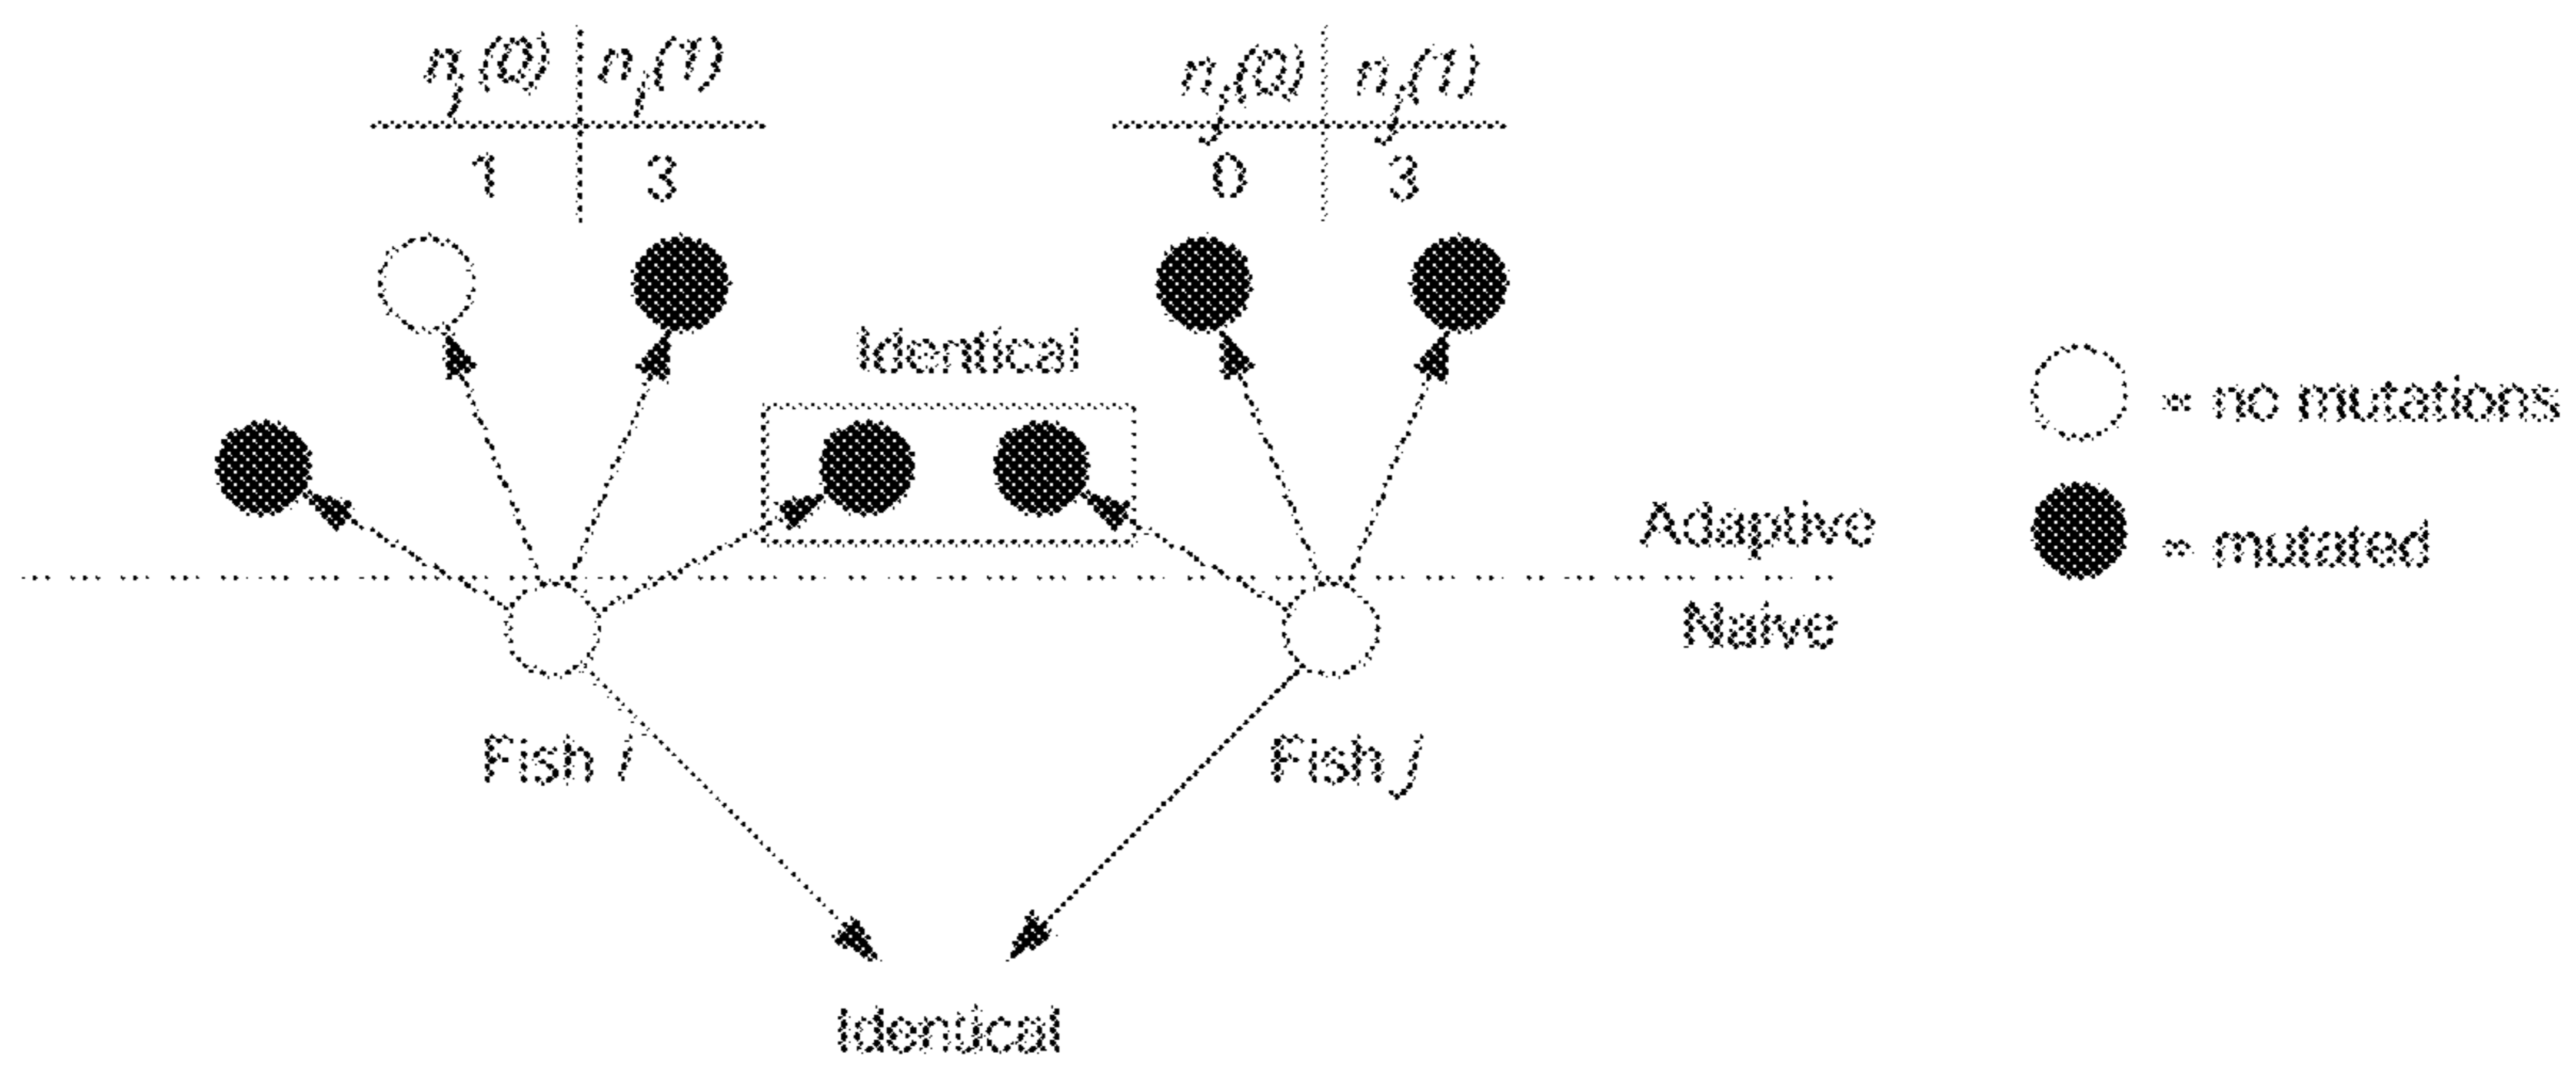 n_i(0) n_i(1)
1 3
n_j(0) n_j(1)
0 3
Identical
= no mutations
= mutated
Adaptive
Naïve
Fish i
Fish j
Identical